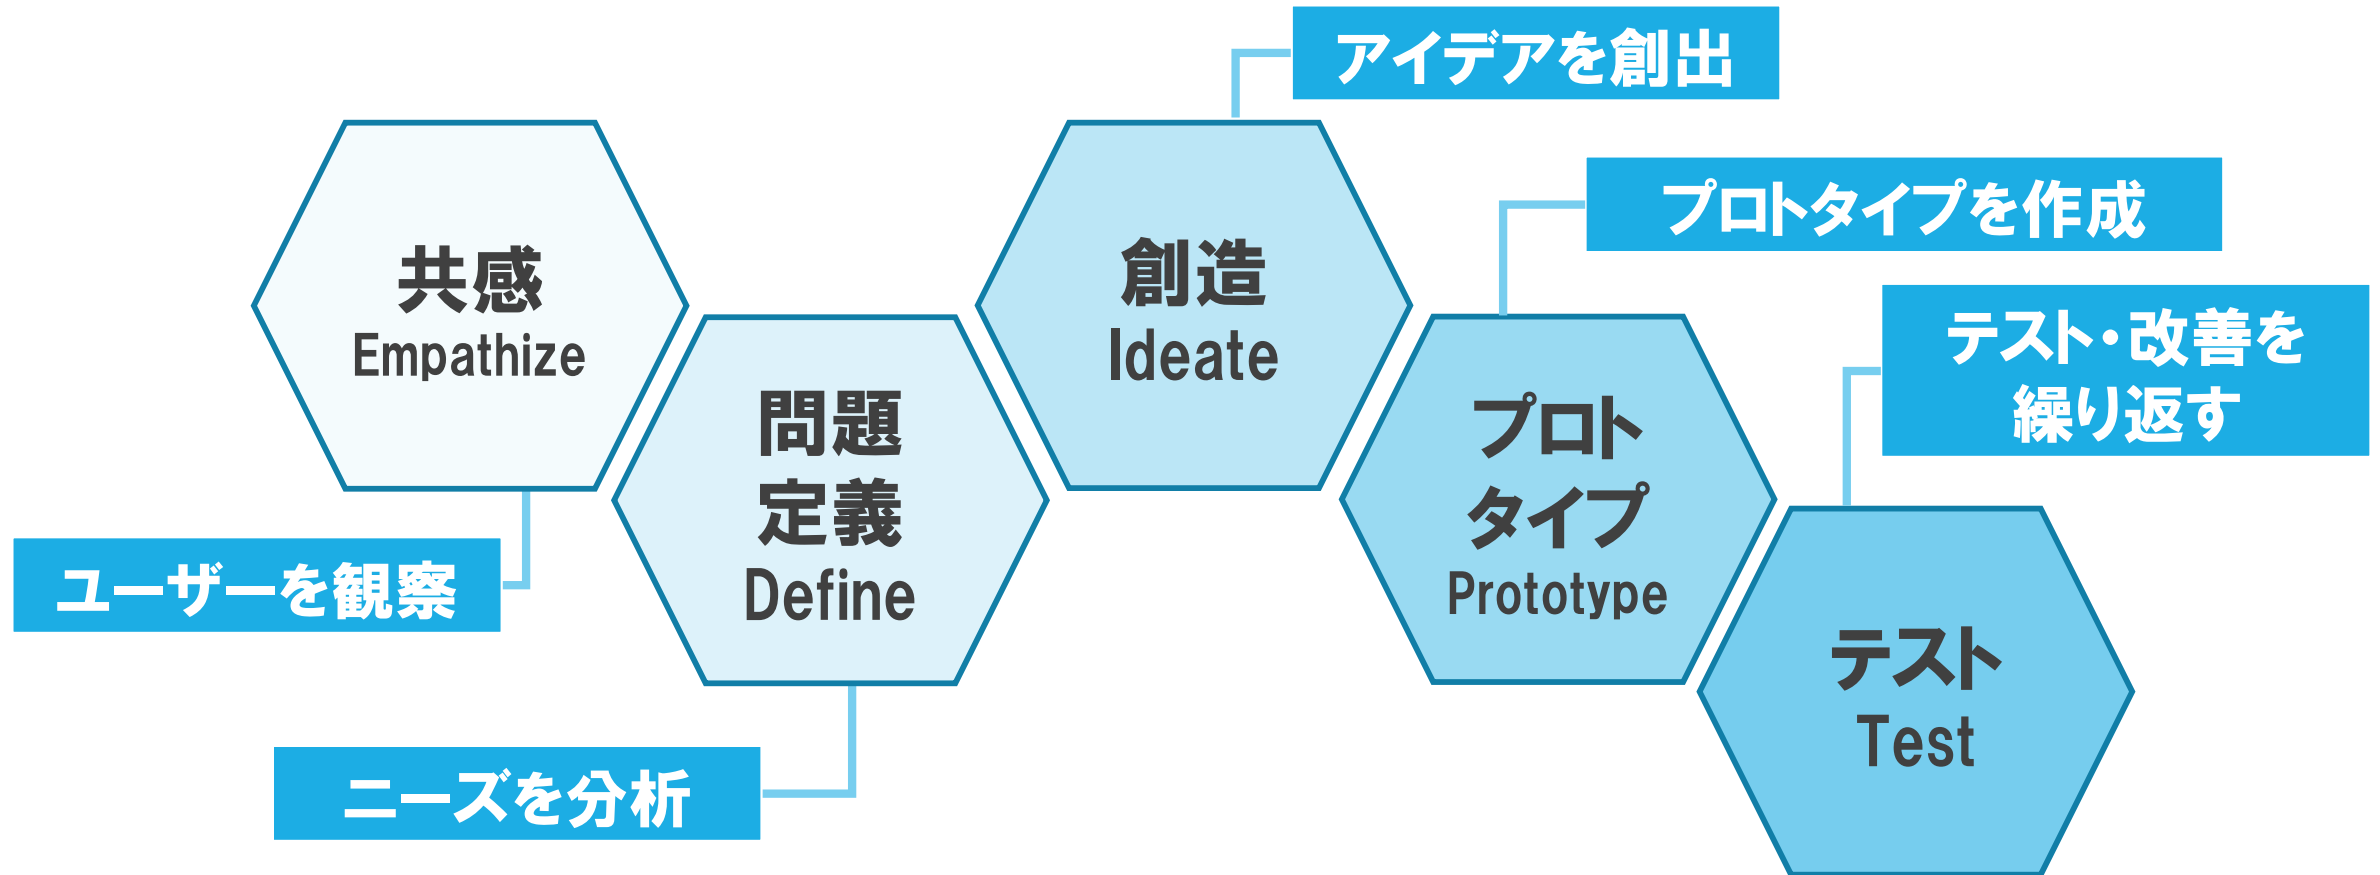 共感
Empathize
ユーザーを観察
問題
定義
Define
ニーズを分析
アイデアを創出
創造
Ideate
プロトタイプを作成
プロト
タイプ
Prototype
テスト・改善を
繰り返す
テスト
Test